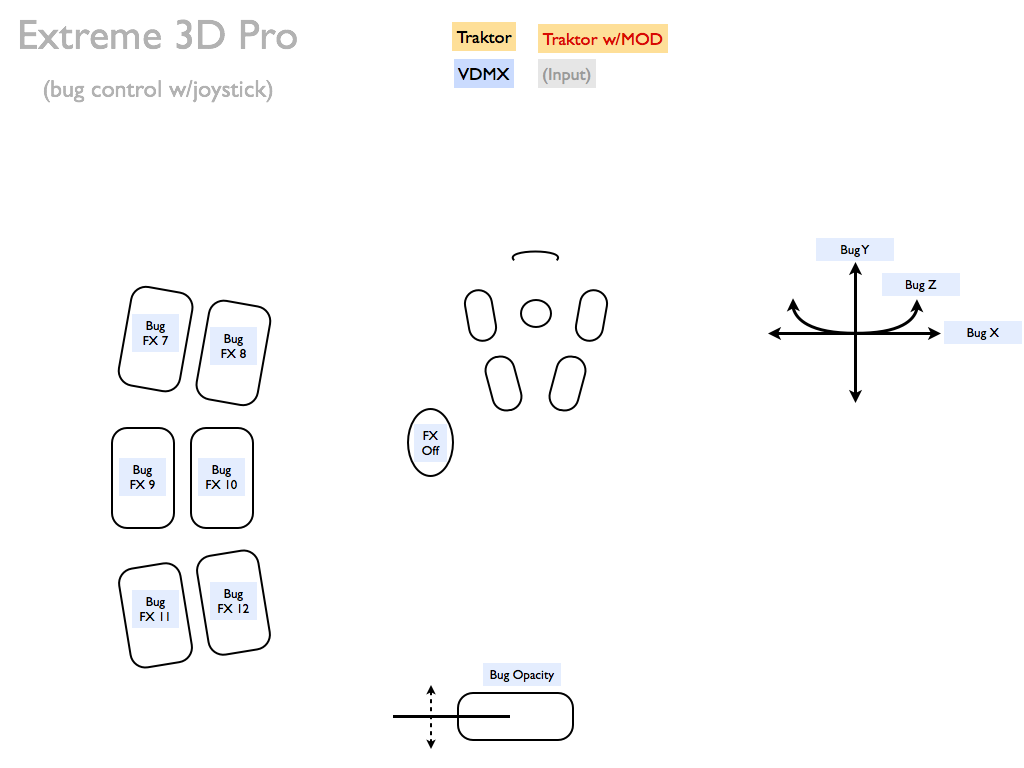 Extreme 3D Pro
(bug control w/joystick)
Traktor
Traktor w/MOD
VDMX
(Input)
Bug Y
Bug Z
Bug X
Bug
FX 7
Bug
FX 8
FX
Off
Bug
FX 9
Bug
FX 10
Bug
FX 11
Bug
FX 12
Bug Opacity